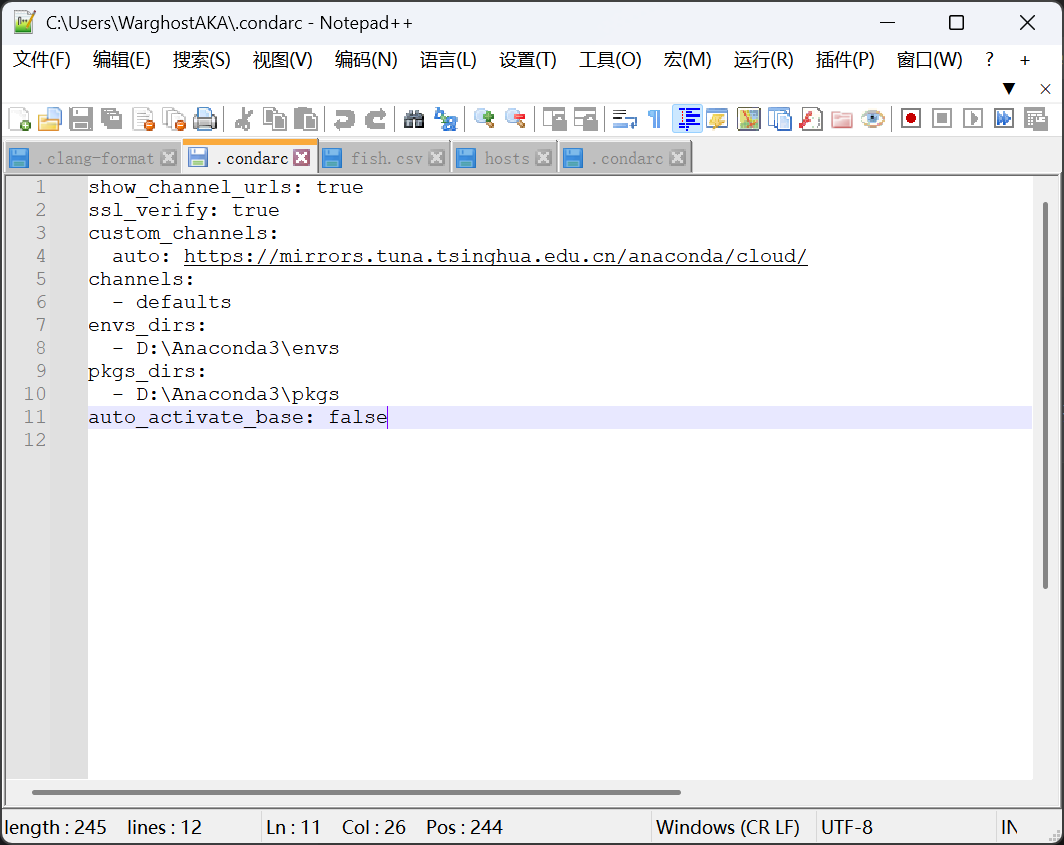 C:\Users\WarghostAKA\.condarc - Notepad++
文件(F) 编辑(E) 搜索(S) 视图(V) 编码(N) 语言(L) 设置(T) 工具(O) 宏(M) 运行(R) 插件(P) 窗口(W) ? +
.clang-format .condarc fish.csv hosts .condarc
1 show_channel_urls: true
2 ssl_verify: true
3 custom_channels:
4 auto: https://mirrors.tuna.tsinghua.edu.cn/anaconda/cloud/
5 channels:
6 - defaults
7 envs_dirs:
8 - D:\Anaconda3\envs
9 pkgs_dirs:
10 - D:\Anaconda3\pkgs
11 auto_activate_base: false
12
length : 245 lines : 12 Ln : 11 Col : 26 Pos : 244 Windows (CR LF) UTF-8 IN